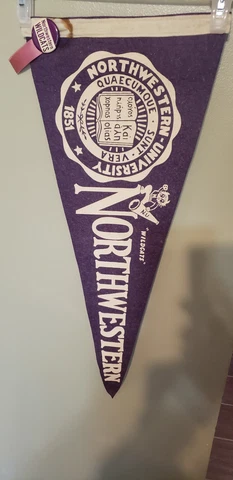 WILDCATS
NORTHWESTERN · UNIVERSITY
1851
QUAECUMQUE · SUNT · VERA
"WILDCATS"
NORTHWESTERN